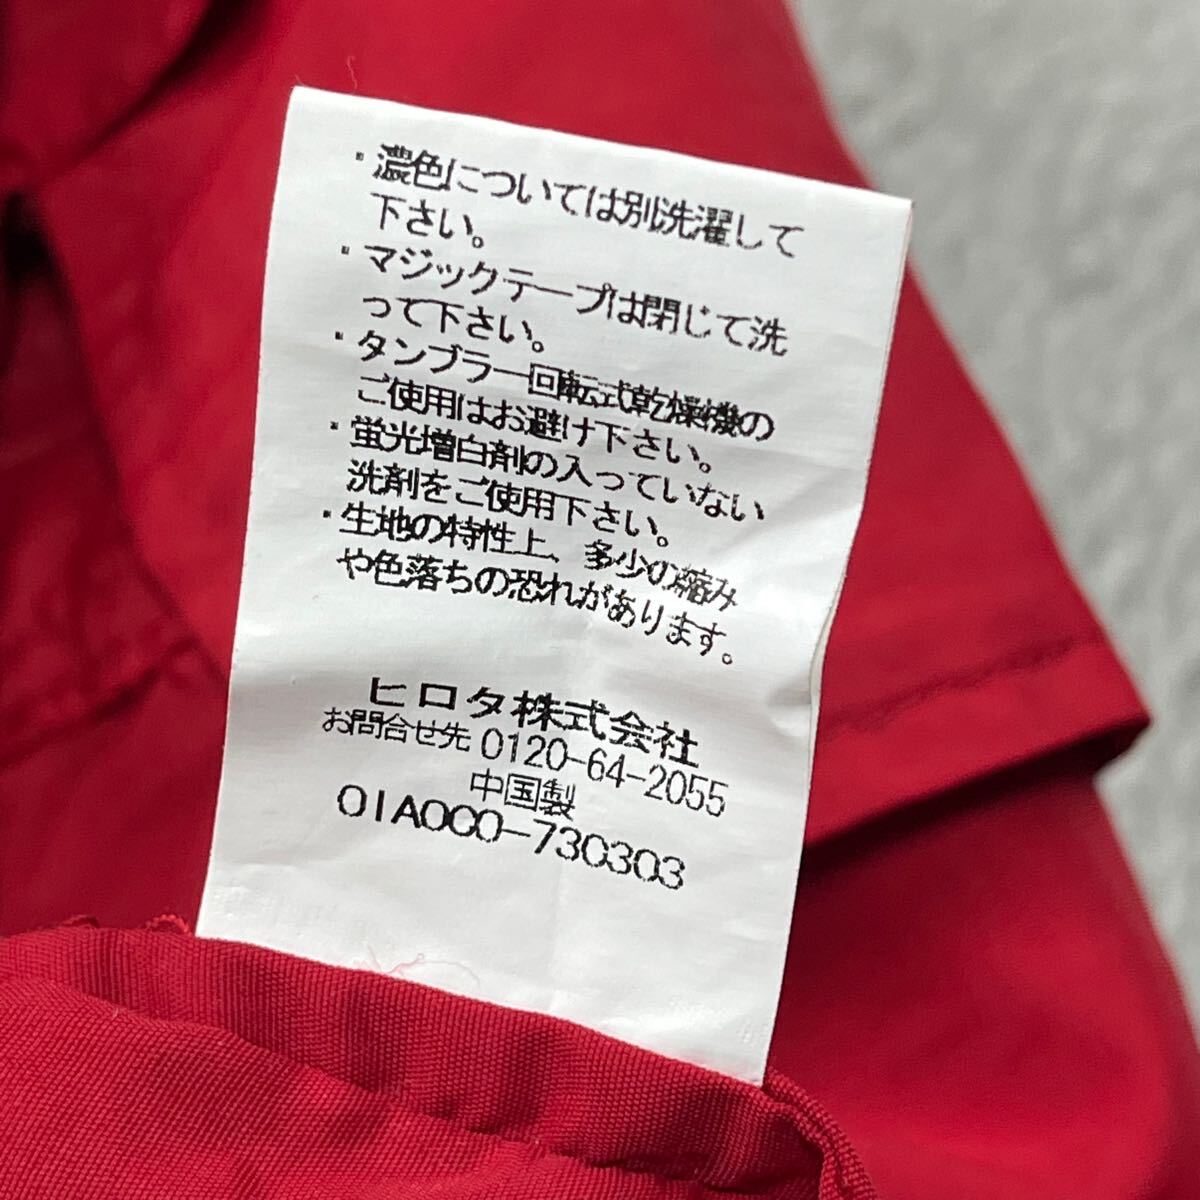 ・濃色については別洗濯して
下さい。
・マジックテープは閉じて洗
って下さい。
・タンブラー回転式乾燥機の
ご使用はお避け下さい。
・蛍光増白剤の入っていない
洗剤をご使用下さい。
・生地の特性上、多少の縮み
や色落ちの恐れがあります。
ヒロタ株式会社
お問合せ先 0120-64-2055
中国製
01A000-730303